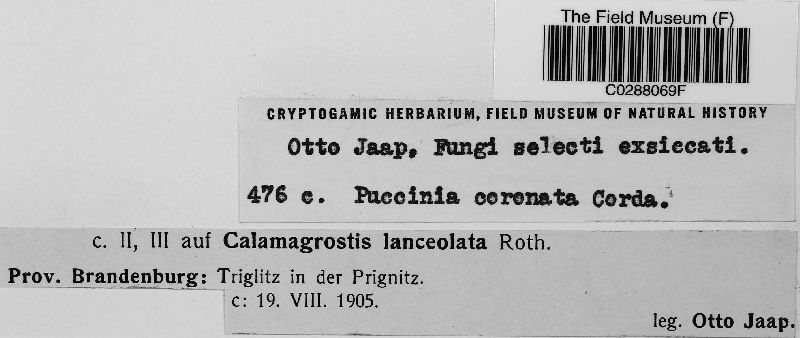 The Field Museum (F)
C0288069F
CRYPTOGAMIC HERBARIUM, FIELD MUSEUM OF NATURAL HISTORY
Otto Jaap, Fungi selecti exsiccati.
476 c. Puccinia coronata Corda.
c. II, III auf Calamagrostis lanceolata Roth.
Prov. Brandenburg: Triglitz in der Prignitz.
c: 19. VIII. 1905.
leg. Otto Jaap.